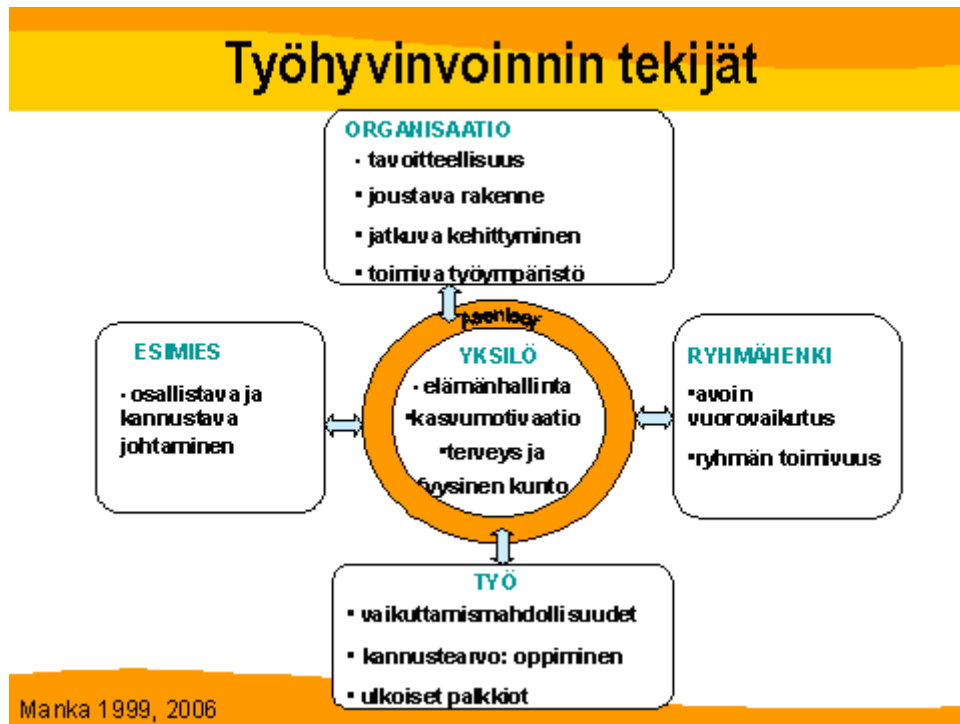 Työhyvinvoinnin tekijät
ORGANISAATIO
· tavoitteellisuus
▪ joustava rakenne
▪ jatkuva kehittyminen
▪ toimiva työympäristö
Asenteet
ESIMIES
· osallistava ja
kannustava
johtaminen
YKSILÖ
· elämänhallinta
▪kasvumotivaatio
▪terveys ja
fyysinen kunto
RYHMÄHENKI
▪avoin
vuorovaikutus
▪ryhmän toimivuus
TYÖ
▪ vaikuttamismahdollisuudet
▪ kannustearvo: oppiminen
▪ ulkoiset palkkiot
Manka 1999, 2006